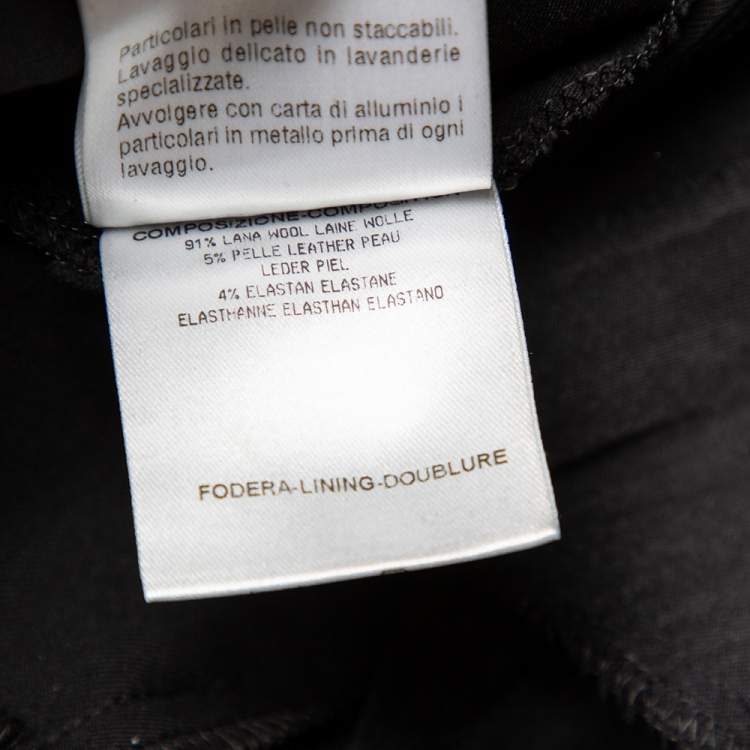 Particolari in pelle non staccabili.
Lavaggio delicato in lavanderie
specializzate.
Avvolgere con carta di alluminio i
particolari in metallo prima di ogni
lavaggio.
COMPOSIZIONE-COMPOSITION
91% LANA WOOL LAINE WOLLE
5% PELLE LEATHER PEAU
LEDER PIEL
4% ELASTAN ELASTANE
ELASTHANNE ELASTHAN ELASTANO
FODERA-LINING-DOUBLURE